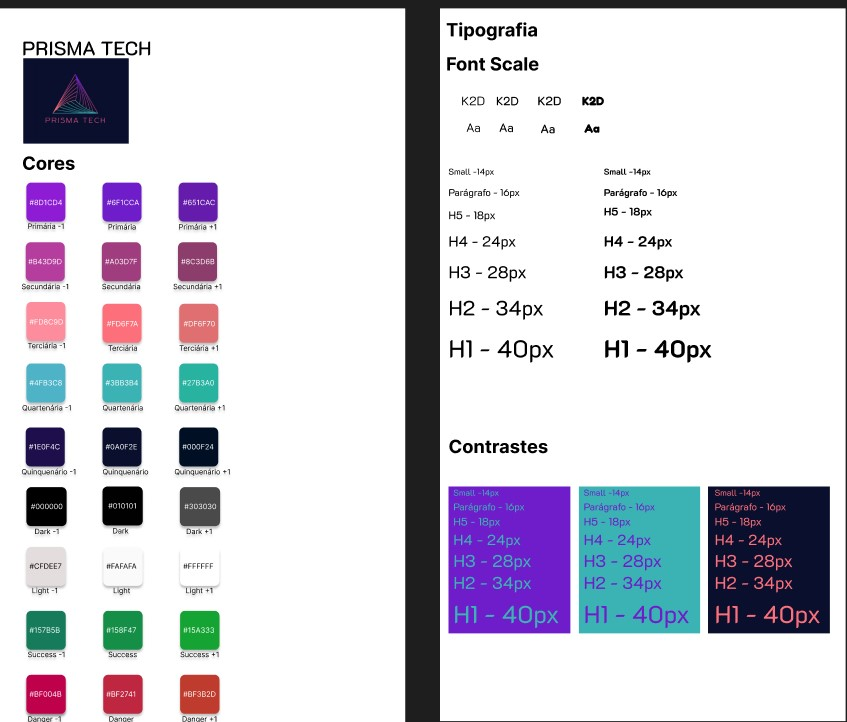 PRISMA TECH
PRISMA TECH
Cores
#8D1CD4 #6F1CCA #651CAC
Primária -1 Primária Primária +1
#B43D9D #A03D7F #8C3D6B
Secundária -1 Secundária Secundária +1
#FD8C9D #FD6F7A #DF6F70
Terciária -1 Terciária Terciária +1
#4FB3C8 #3BB3B4 #27B3A0
Quartenária -1 Quartenária Quartenária +1
#1E0F4C #0A0F2E #000F24
Quinquenário -1 Quinquenário Quinquenário +1
#000000 #010101 #303030
Dark -1 Dark Dark +1
#CFDEE7 #FAFAFA #FFFFFF
Light -1 Light Light +1
#157B5B #158F47 #15A333
Success -1 Success Success +1
#BF004B #BF2741 #BF3B2D
Danger -1 Danger Danger +1
Tipografia
Font Scale
K2D K2D K2D K2D
Aa Aa Aa Aa
Small -14px Small -14px
Parágrafo - 16px Parágrafo - 16px
H5 - 18px H5 - 18px
H4 - 24px H4 - 24px
H3 - 28px H3 - 28px
H2 - 34px H2 - 34px
H1 - 40px H1 - 40px
Contrastes
Small -14px Small -14px Small -14px
Parágrafo - 16px Parágrafo - 16px Parágrafo - 16px
H5 - 18px H5 - 18px H5 - 18px
H4 - 24px H4 - 24px H4 - 24px
H3 - 28px H3 - 28px H3 - 28px
H2 - 34px H2 - 34px H2 - 34px
H1 - 40px H1 - 40px H1 - 40px